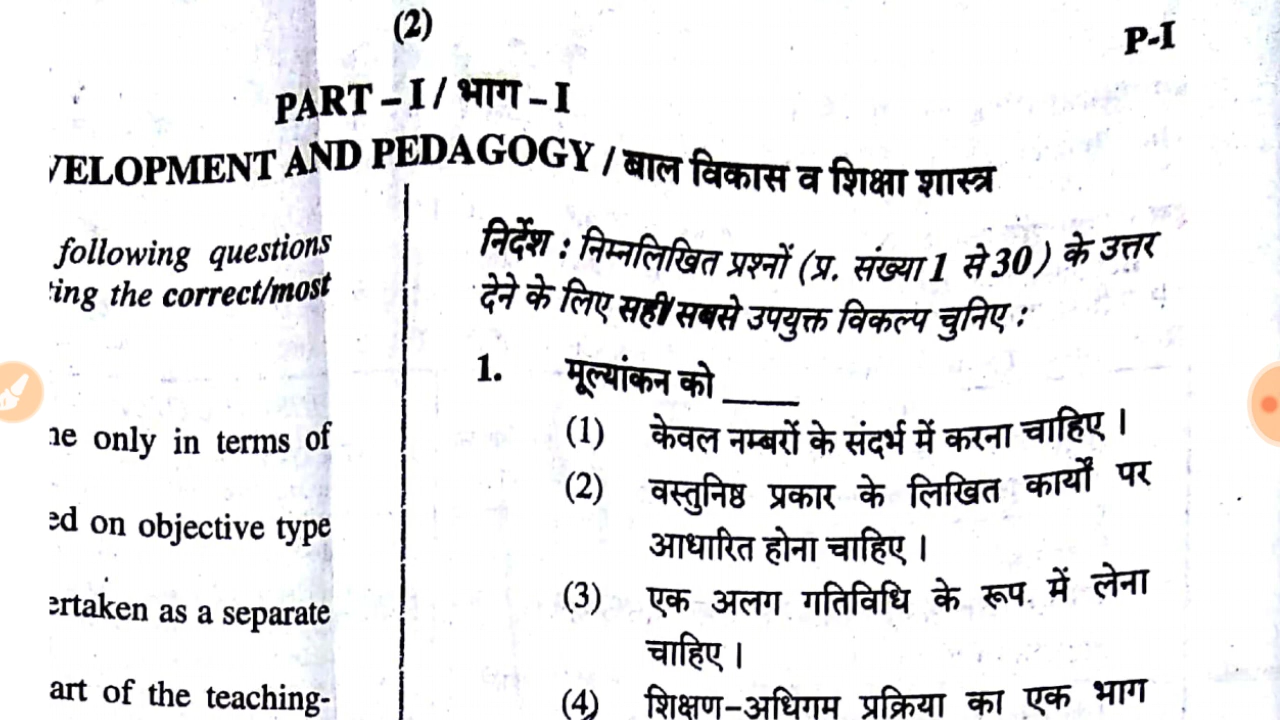 (2)
P-I
PART – I / भाग – I
VELOPMENT AND PEDAGOGY / बाल विकास व शिक्षा शास्त्र
following questions
ting the correct/most
ne only in terms of
ed on objective type
ertaken as a separate
art of the teaching-
निर्देश : निम्नलिखित प्रश्नों (प्र. संख्या 1 से 30) के उत्तर
देने के लिए सही/सबसे उपयुक्त विकल्प चुनिए :
1. मूल्यांकन को _____
(1) केवल नम्बरों के संदर्भ में करना चाहिए ।
(2) वस्तुनिष्ठ प्रकार के लिखित कार्यों पर
आधारित होना चाहिए ।
(3) एक अलग गतिविधि के रूप में लेना
चाहिए ।
(4) शिक्षण–अधिगम प्रक्रिया का एक भाग